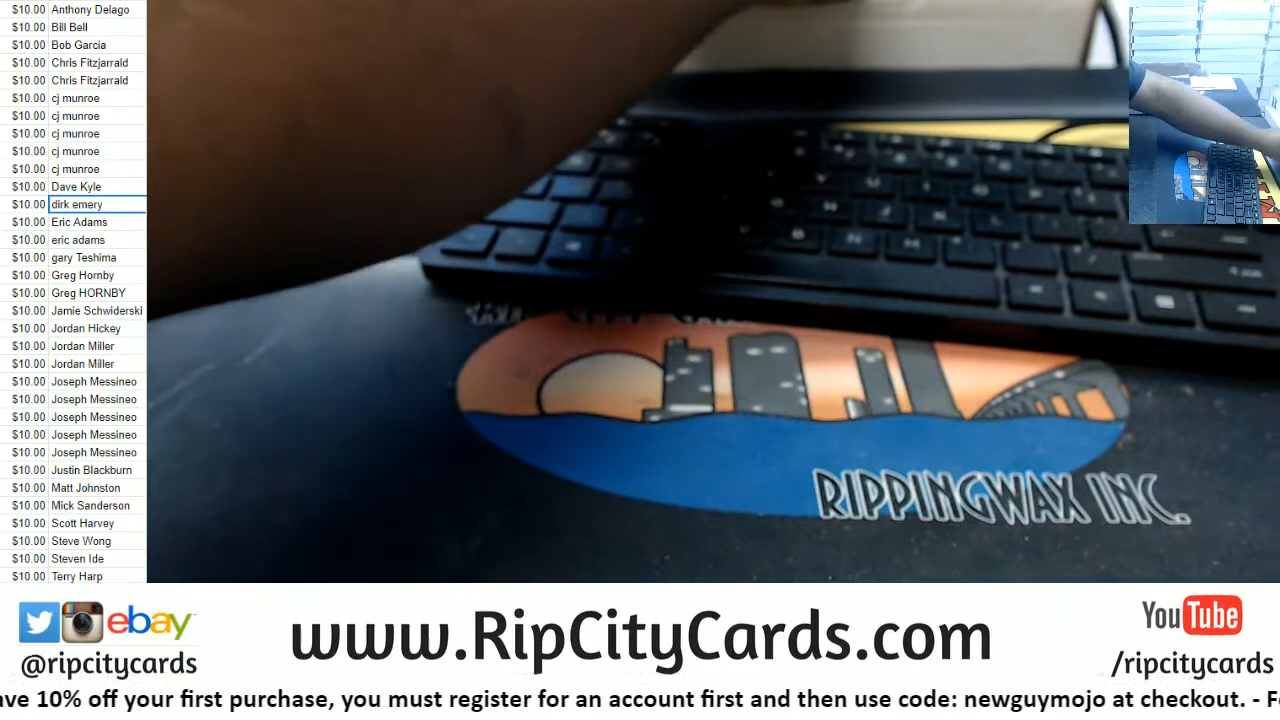 $10.00 Anthony Delago
$10.00 Bill Bell
$10.00 Bob Garcia
$10.00 Chris Fitzjarrald
$10.00 Chris Fitzjarrald
$10.00 cj munroe
$10.00 cj munroe
$10.00 cj munroe
$10.00 cj munroe
$10.00 cj munroe
$10.00 Dave Kyle
$10.00 dirk emery
$10.00 Eric Adams
$10.00 eric adams
$10.00 gary Teshima
$10.00 Greg Hornby
$10.00 Greg HORNBY
$10.00 Jamie Schwiderski
$10.00 Jordan Hickey
$10.00 Jordan Miller
$10.00 Jordan Miller
$10.00 Joseph Messineo
$10.00 Joseph Messineo
$10.00 Joseph Messineo
$10.00 Joseph Messineo
$10.00 Joseph Messineo
$10.00 Justin Blackburn
$10.00 Matt Johnston
$10.00 Mick Sanderson
$10.00 Scott Harvey
$10.00 Steve Wong
$10.00 Steven Ide
$10.00 Terry Harp
RIPPINGWAX INC.
ebay
@ripcitycards
www.RipCityCards.com
YouTube
/ripcitycards
10% off your first purchase, you must register for an account first and then use code: newguymojo at checkout. -